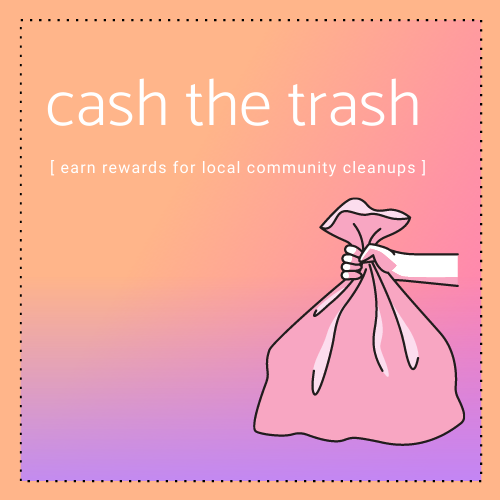 cash the trash
[ earn rewards for local community cleanups ]